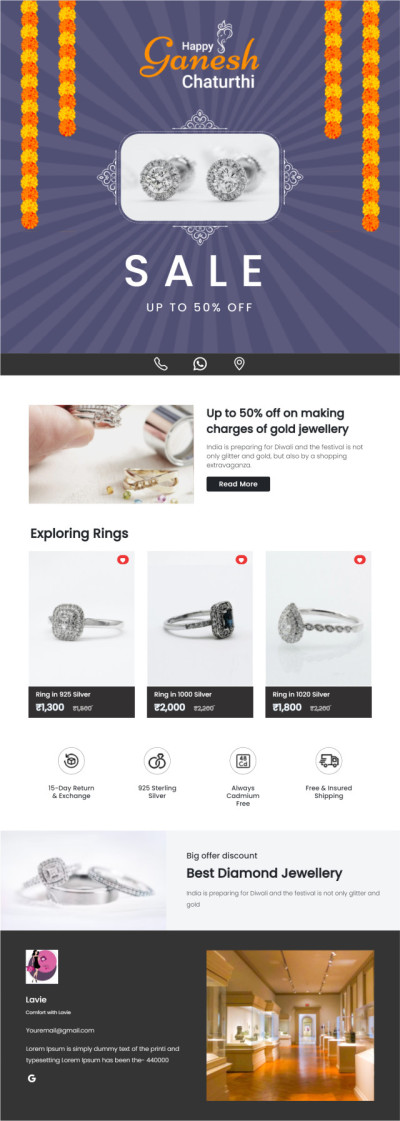 Happy
Ganesh
Chaturthi
SALE
UP TO 50% OFF
Up to 50% off on making
charges of gold jewellery
India is preparing for Diwali and the festival is not
only glitter and gold, but also by a shopping
extravaganza.
Read More
Exploring Rings
Ring in 925 Silver
₹1,300 ₹1,500
Ring in 1000 Silver
₹2,000 ₹2,200
Ring in 1020 Silver
₹1,800 ₹2,200
48
Cd
15-Day Return
& Exchange
925 Sterling
Silver
Always
Cadmium
Free
Free & Insured
Shipping
Big offer discount
Best Diamond Jewellery
India is preparing for Diwali and the festival is not only glitter and
gold
Lavie
Comfort with Lavie
Youremail@gmail.com
Lorem Ipsum is simply dummy text of the printi and
typesetting Lorem Ipsum has been the- 440000
G